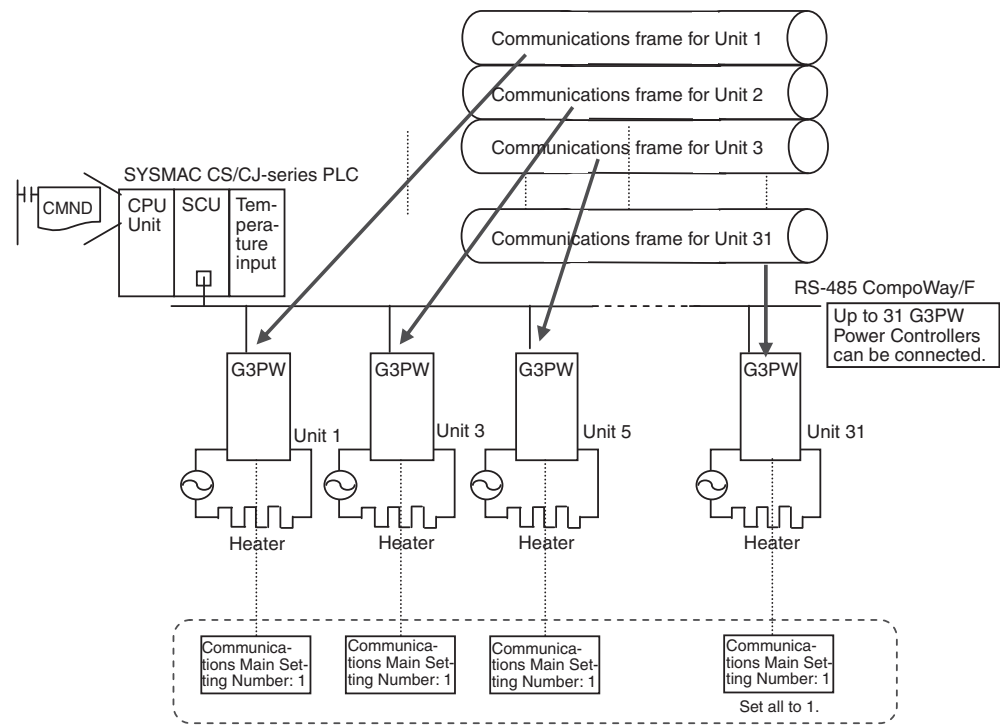 Communications frame for Unit 1
Communications frame for Unit 2
Communications frame for Unit 3
Communications frame for Unit 31
SYSMAC CS/CJ-series PLC
CMND
CPU
Unit
SCU
Tem-
pera-
ture
input
RS-485 CompoWay/F
Up to 31 G3PW
Power Controllers
can be connected.
G3PW
G3PW
G3PW
G3PW
Unit 1
Unit 3
Unit 5
Unit 31
Heater
Heater
Heater
Heater
Communica-
tions Main Set-
ting Number: 1
Communica-
tions Main Set-
ting Number: 1
Communica-
tions Main Set-
ting Number: 1
Communica-
tions Main Set-
ting Number: 1
Set all to 1.